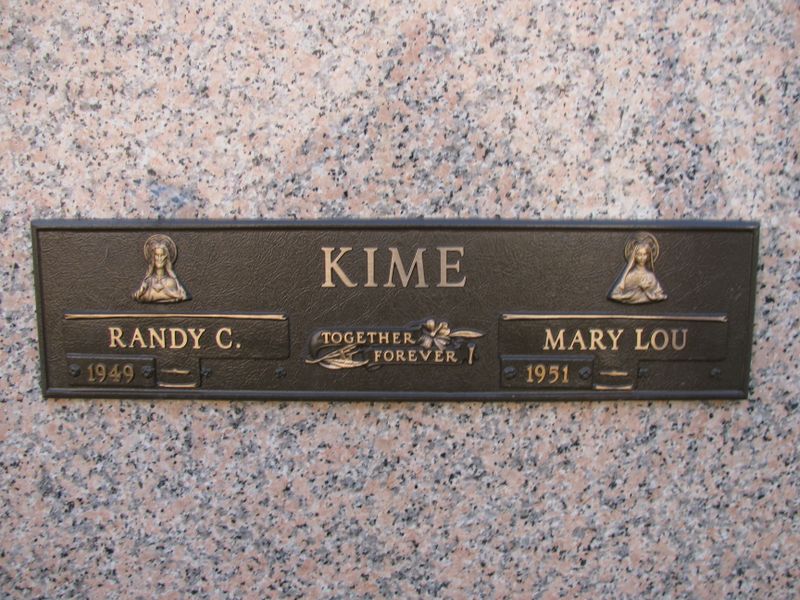 KIME
RANDY C.
1949
TOGETHER
FOREVER
MARY LOU
1951